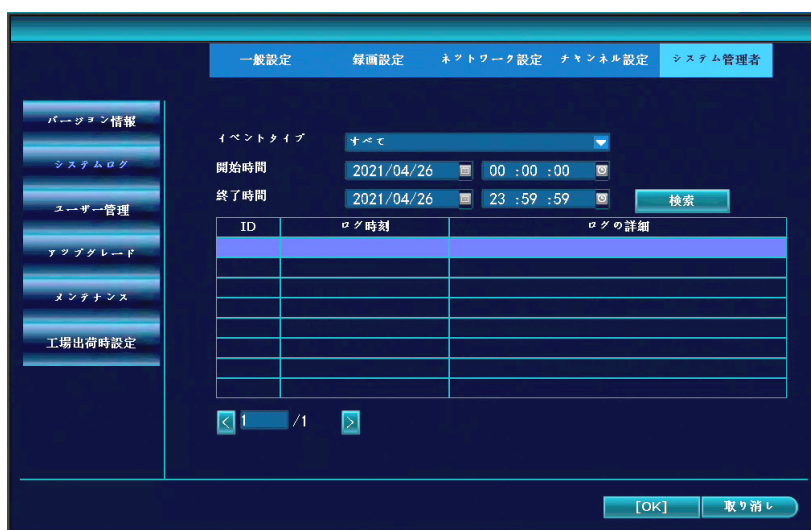 一般設定 録画設定 ネットワーク設定 チャンネル設定 システム管理者
バージョン情報
システムログ
ユーザー管理
アップグレード
メンテナンス
工場出荷時設定
イベントタイプ すべて
開始時間 2021/04/26 00 :00 :00
終了時間 2021/04/26 23 :59 :59 検索
ID ログ時刻 ログの詳細
< 1 /1 >
[OK] 取り消し